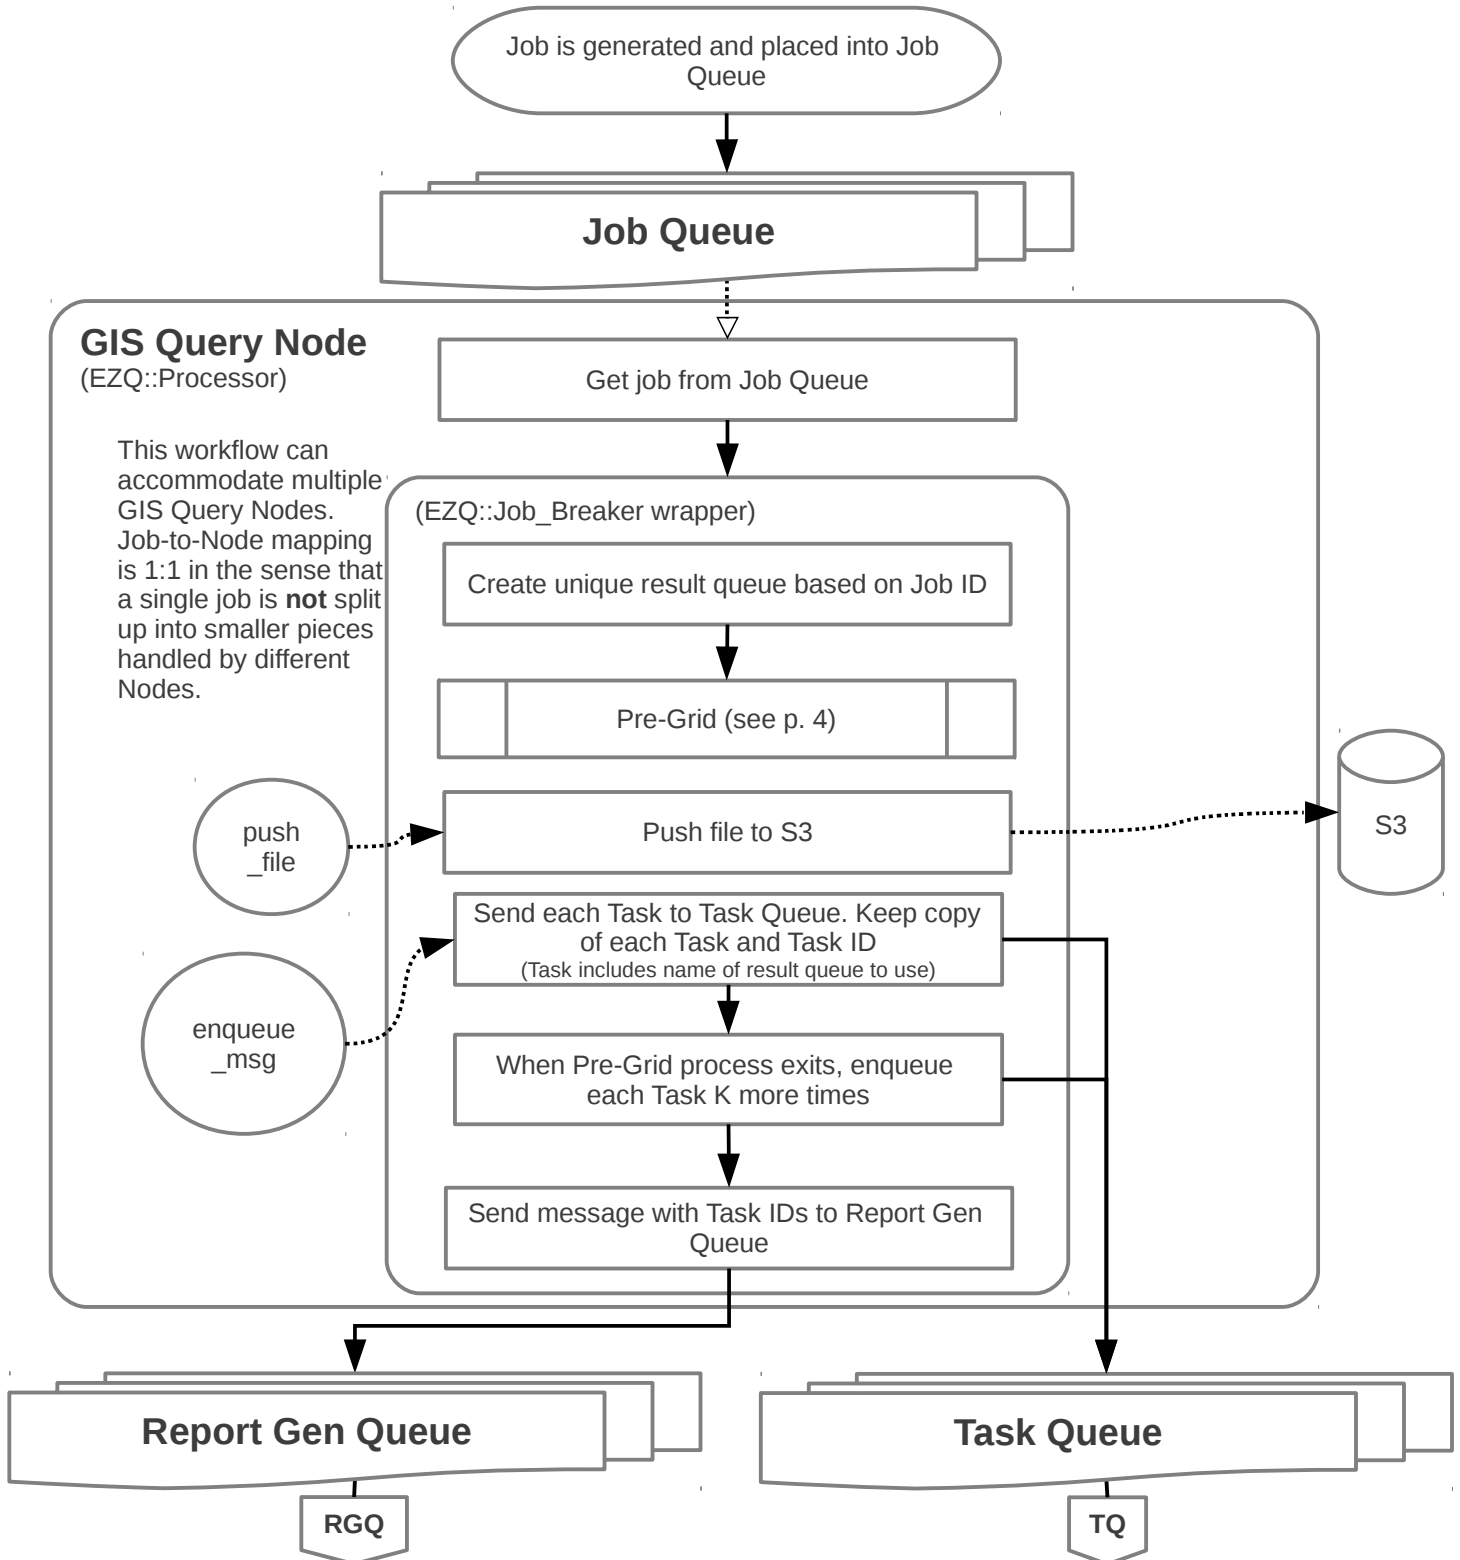 Job is generated and placed into Job
Queue
Job Queue
GIS Query Node
(EZQ::Processor)
Get job from Job Queue
This workflow can
accommodate multiple
GIS Query Nodes.
Job-to-Node mapping
is 1:1 in the sense that
a single job is not split
up into smaller pieces
handled by different
Nodes.
(EZQ::Job_Breaker wrapper)
Create unique result queue based on Job ID
Pre-Grid (see p. 4)
push
_file
Push file to S3
S3
Send each Task to Task Queue. Keep copy
of each Task and Task ID
(Task includes name of result queue to use)
enqueue
_msg
When Pre-Grid process exits, enqueue
each Task K more times
Send message with Task IDs to Report Gen
Queue
Report Gen Queue
Task Queue
RGQ
TQ